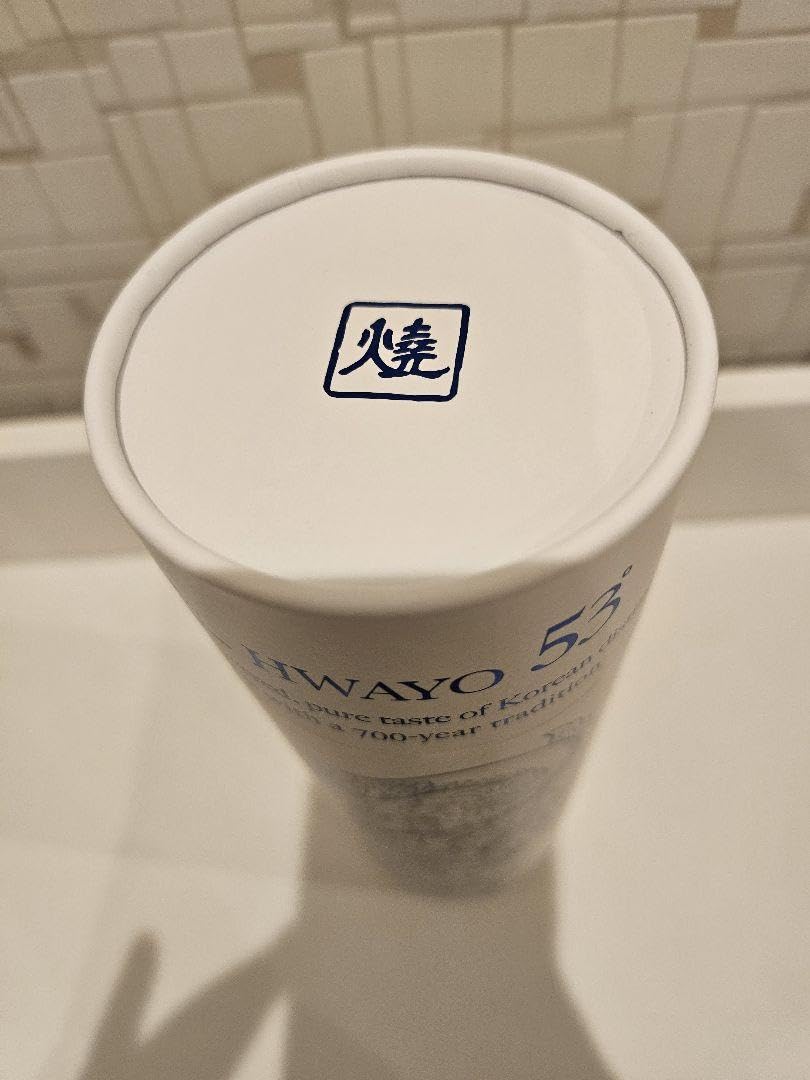 燒
HWAYO 53°
pure taste of Korean
a 700-year tradition